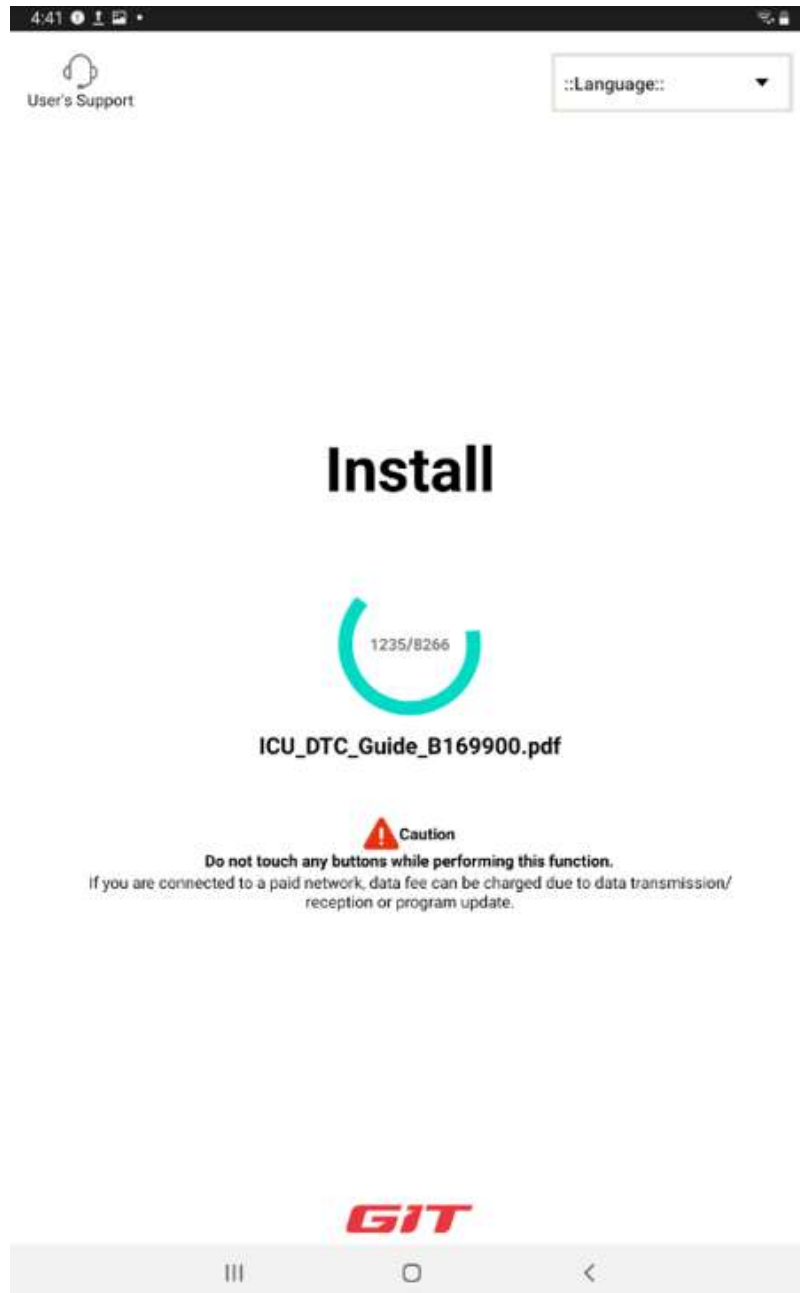 4:41
User's Support
::Language::
Install
1235/8266
ICU_DTC_Guide_B169900.pdf
Caution
Do not touch any buttons while performing this function.
If you are connected to a paid network, data fee can be charged due to data transmission/
reception or program update.
GIT